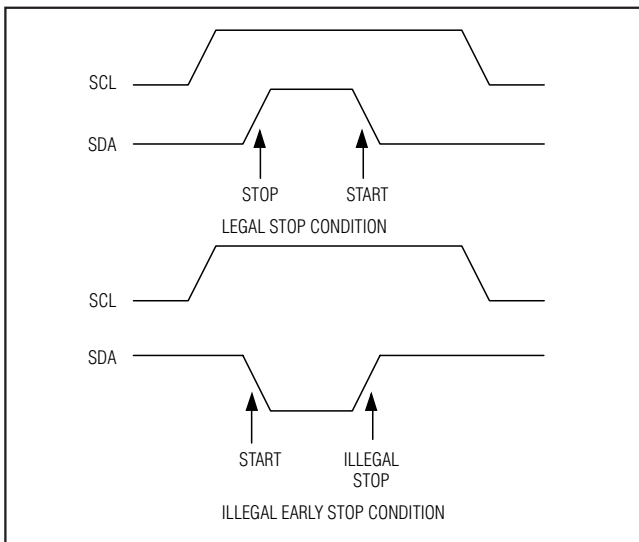 SCL
SDA
STOP START
LEGAL STOP CONDITION
SCL
SDA
START ILLEGAL
STOP
ILLEGAL EARLY STOP CONDITION